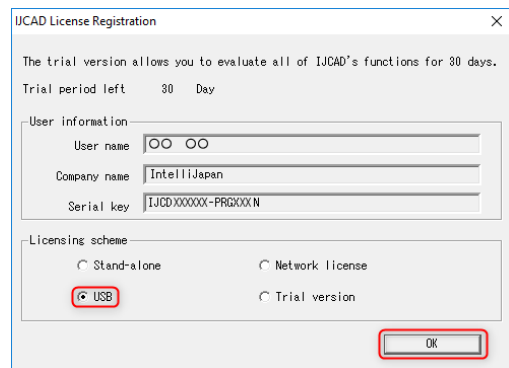 IJCAD License Registration
The trial version allows you to evaluate all of IJCAD's functions for 30 days.
Trial period left 30 Day
User information
User name ○○ ○○
Company name IntelliJapan
Serial key IJCDXXXXXX-PRGXXXN
Licensing scheme
Stand-alone Network license
USB Trial version
OK